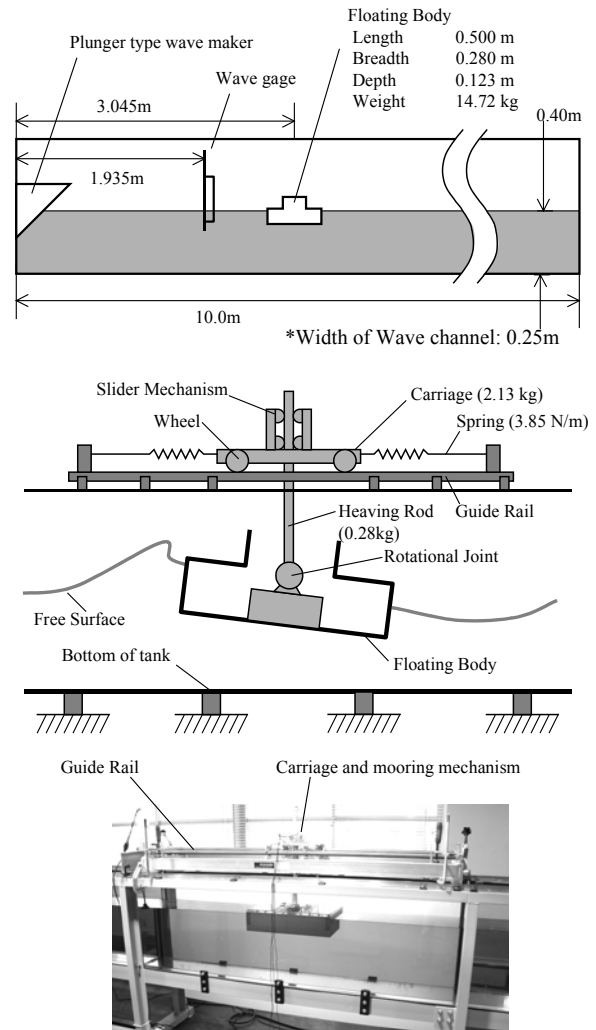 Floating Body
Length 0.500 m
Breadth 0.280 m
Depth 0.123 m
Weight 14.72 kg
Plunger type wave maker
Wave gage
3.045m
0.40m
1.935m
10.0m
*Width of Wave channel: 0.25m
Slider Mechanism
Carriage (2.13 kg)
Wheel
Spring (3.85 N/m)
Guide Rail
Heaving Rod
(0.28kg)
Rotational Joint
Free Surface
Floating Body
Bottom of tank
Guide Rail
Carriage and mooring mechanism